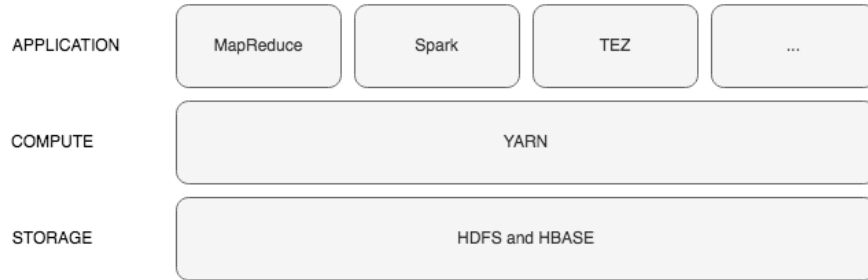 APPLICATION MapReduce Spark TEZ ...
COMPUTE YARN
STORAGE HDFS and HBASE